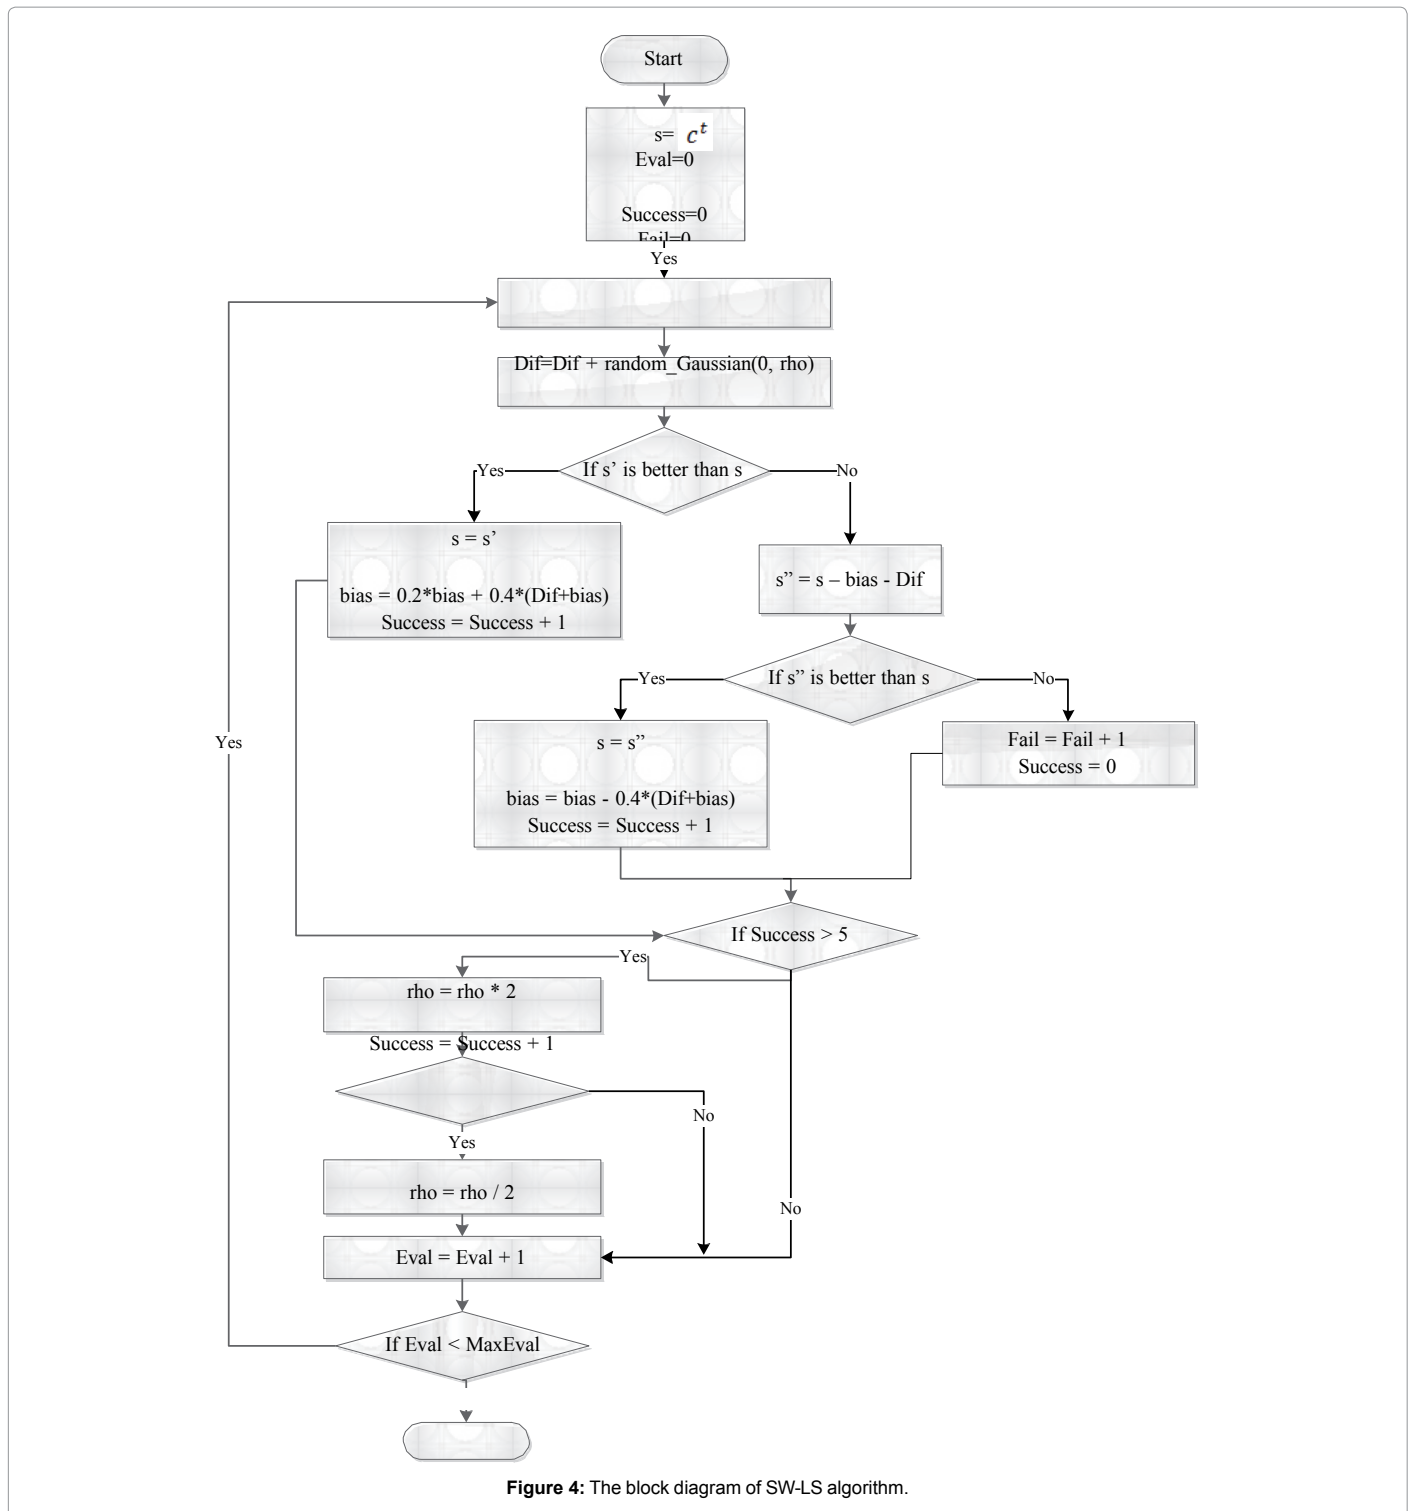 Start
s= c^t
Eval=0
Success=0
Fail=0
Yes
Dif=Dif + random_Gaussian(0, rho)
If s’ is better than s
Yes
No
s = s’
bias = 0.2*bias + 0.4*(Dif+bias)
Success = Success + 1
s” = s – bias - Dif
If s” is better than s
Yes
No
s = s”
bias = bias - 0.4*(Dif+bias)
Success = Success + 1
Fail = Fail + 1
Success = 0
Yes
If Success > 5
Yes
rho = rho * 2
Success = Success + 1
No
Yes
rho = rho / 2
No
Eval = Eval + 1
If Eval < MaxEval
Figure 4: The block diagram of SW-LS algorithm.